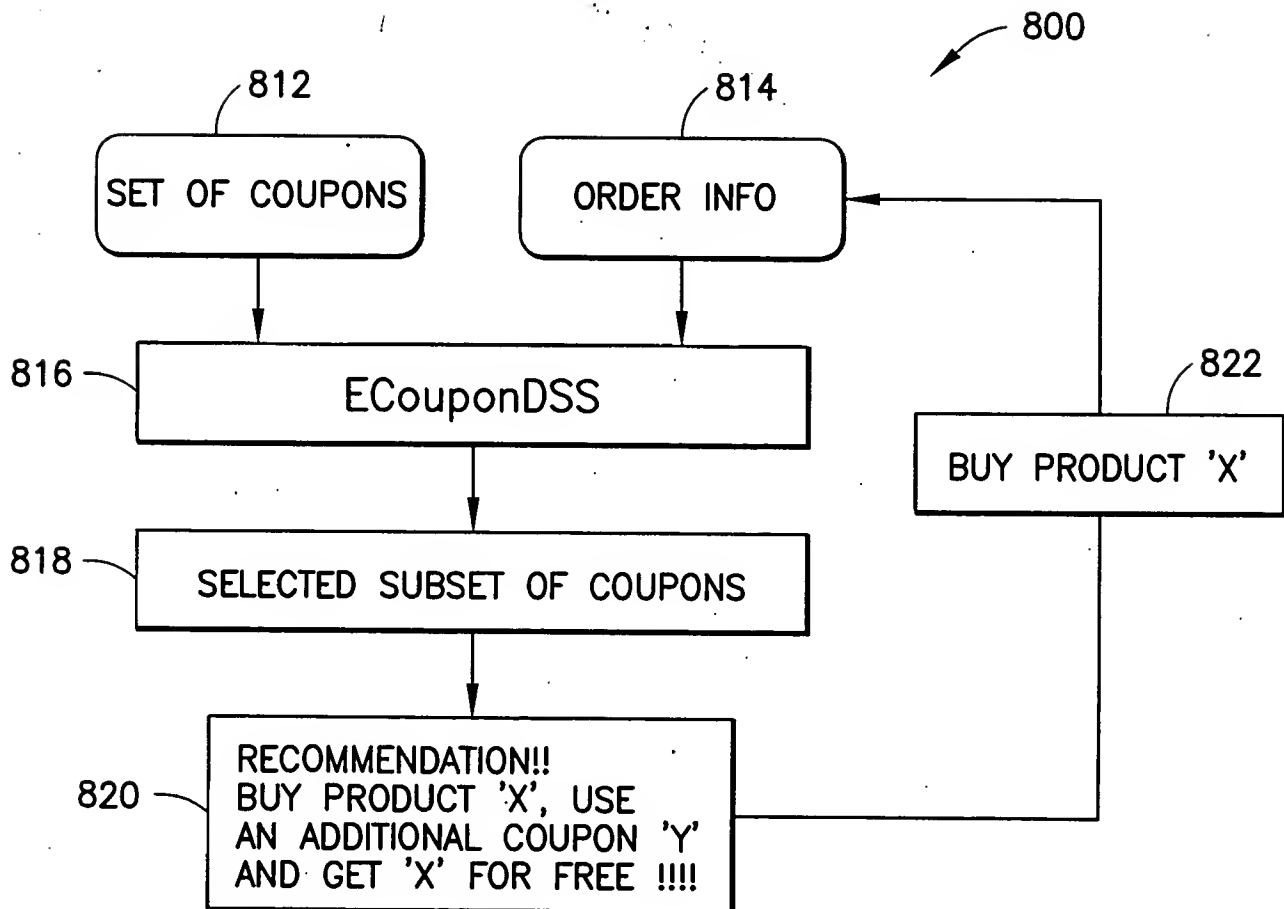 800
812
814
SET OF COUPONS
ORDER INFO
816
ECouponDSS
822
BUY PRODUCT 'X'
818
SELECTED SUBSET OF COUPONS
820
RECOMMENDATION!!
BUY PRODUCT 'X', USE
AN ADDITIONAL COUPON 'Y'
AND GET 'X' FOR FREE !!!!